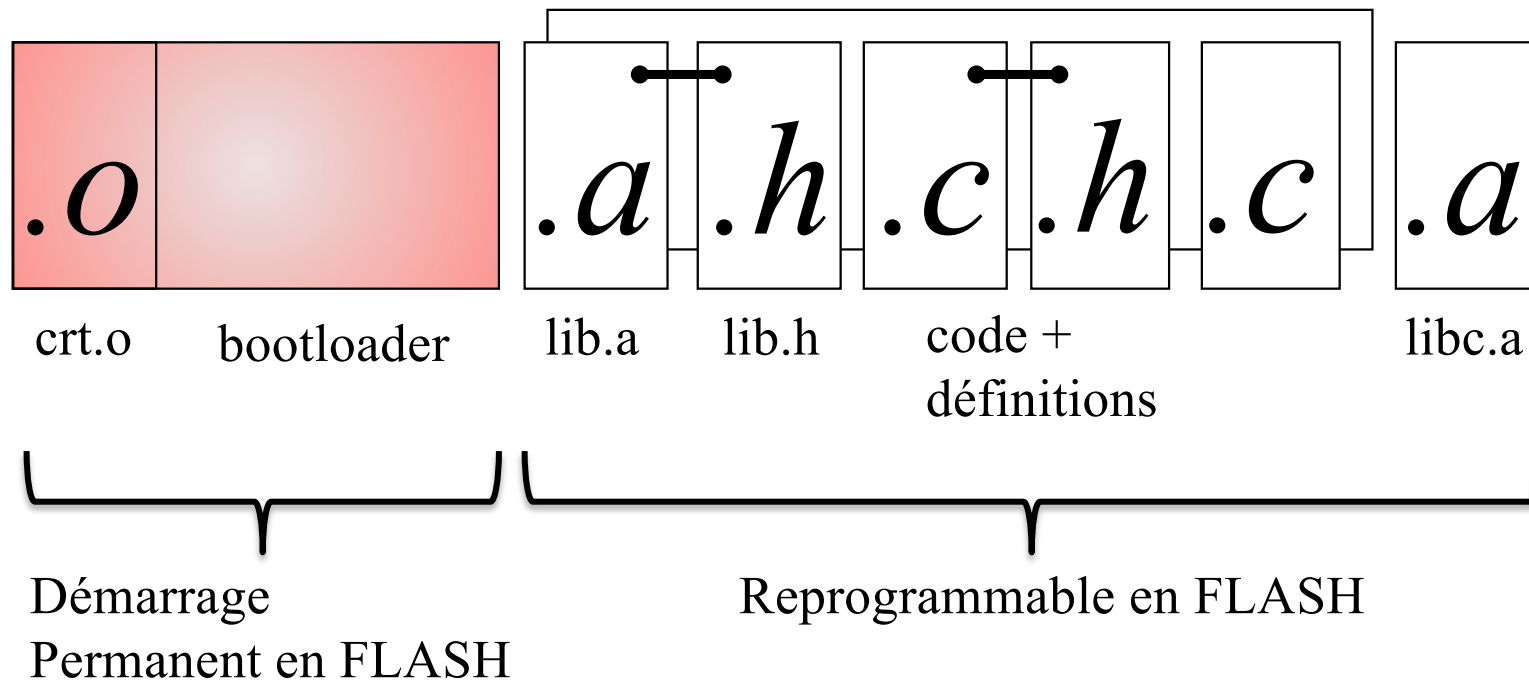 .o .a .h .c .h .c .a
crt.o bootloader lib.a lib.h code + libc.a
définitions
Démarrage Reprogrammable en FLASH
Permanent en FLASH